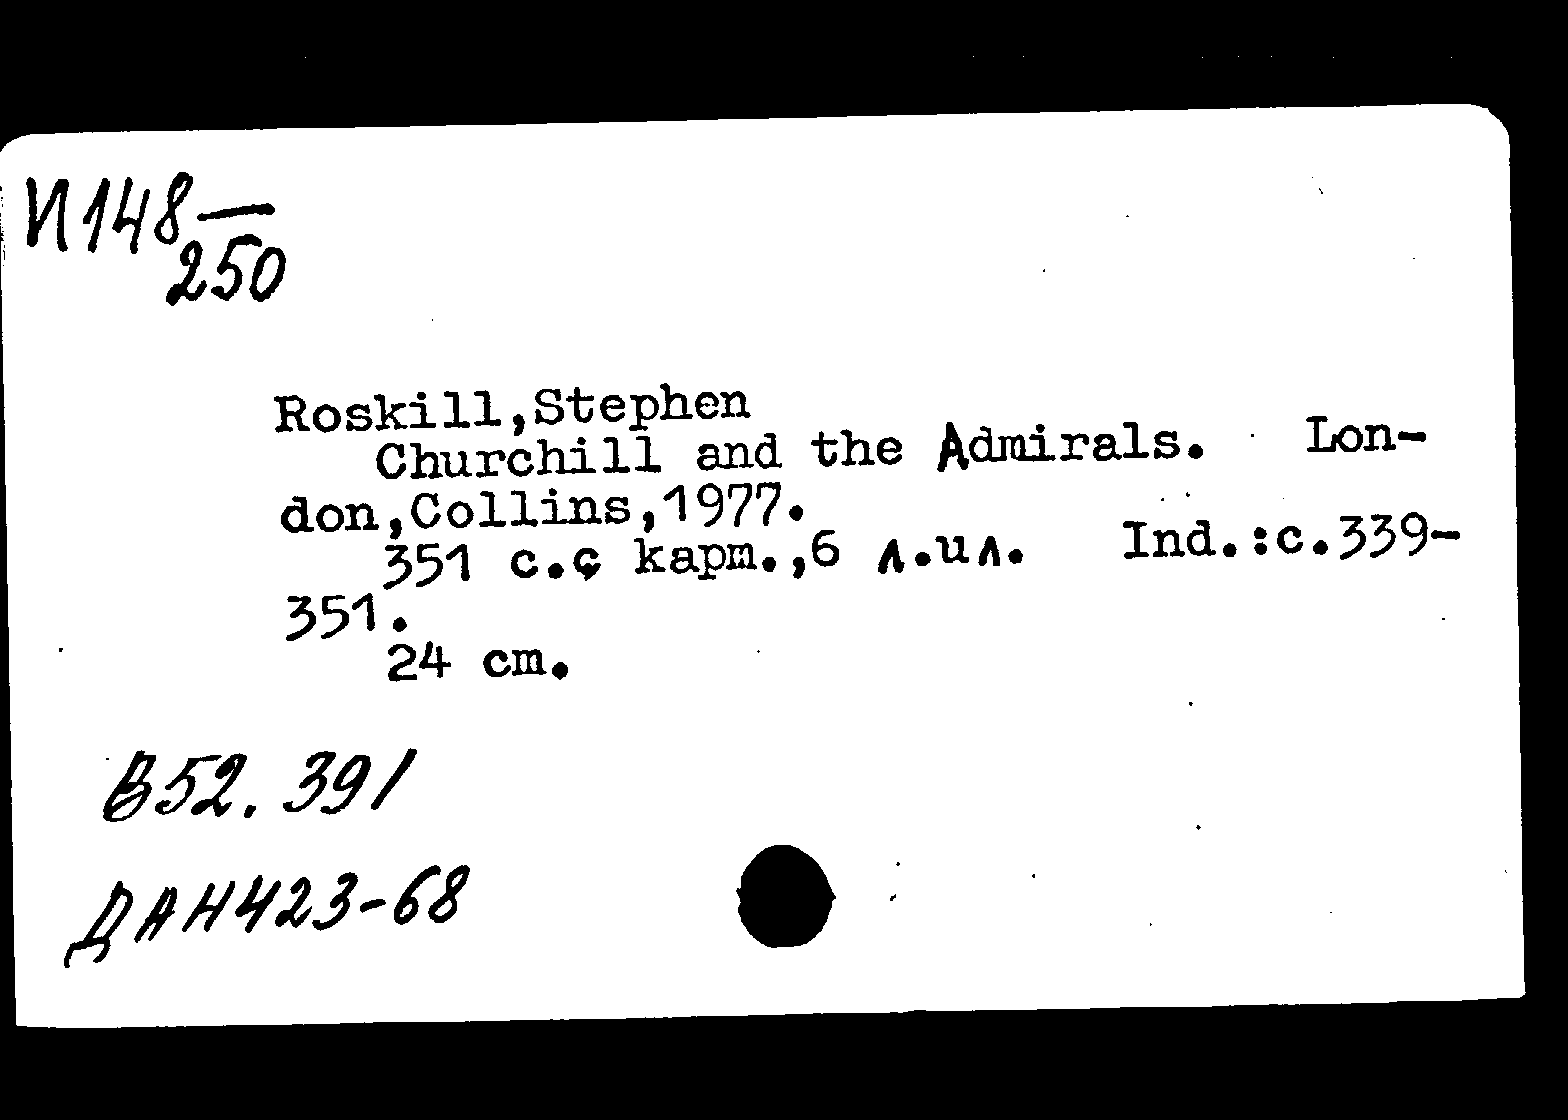 И148—
250
Roskill,Stephen
Churchill and the Admirals. Lon-
don,Collins,1977.
351 с.с карт.,6 л.ил. Ind.:c.339-
351.
24 cm.
В52.391
ДАН423-68